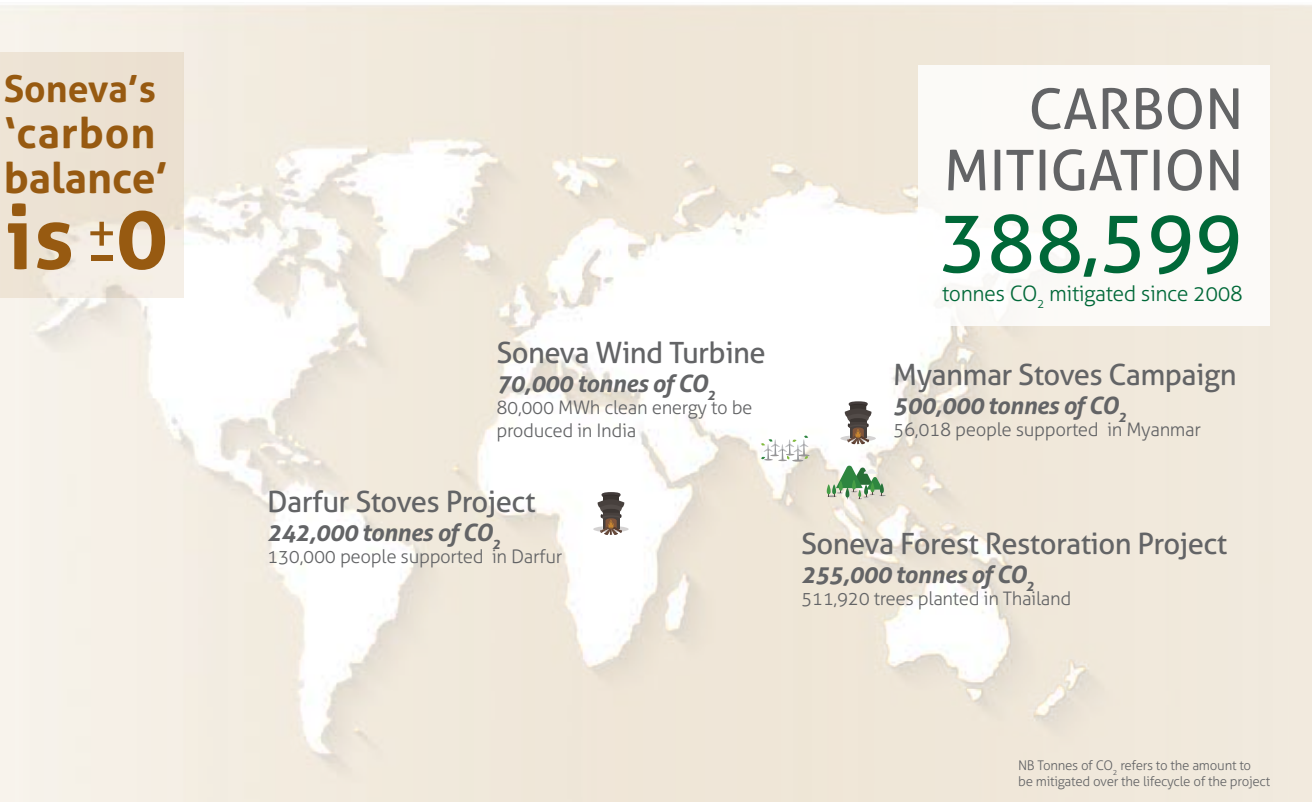 Soneva’s
‘carbon
balance’
is ±0
CARBON
MITIGATION
388,599
tonnes CO₂ mitigated since 2008
Soneva Wind Turbine
70,000 tonnes of CO₂
80,000 MWh clean energy to be
produced in India
Myanmar Stoves Campaign
500,000 tonnes of CO₂
56,018 people supported in Myanmar
Darfur Stoves Project
242,000 tonnes of CO₂
130,000 people supported in Darfur
Soneva Forest Restoration Project
255,000 tonnes of CO₂
511,920 trees planted in Thailand
NB Tonnes of CO₂ refers to the amount to
be mitigated over the lifecycle of the project